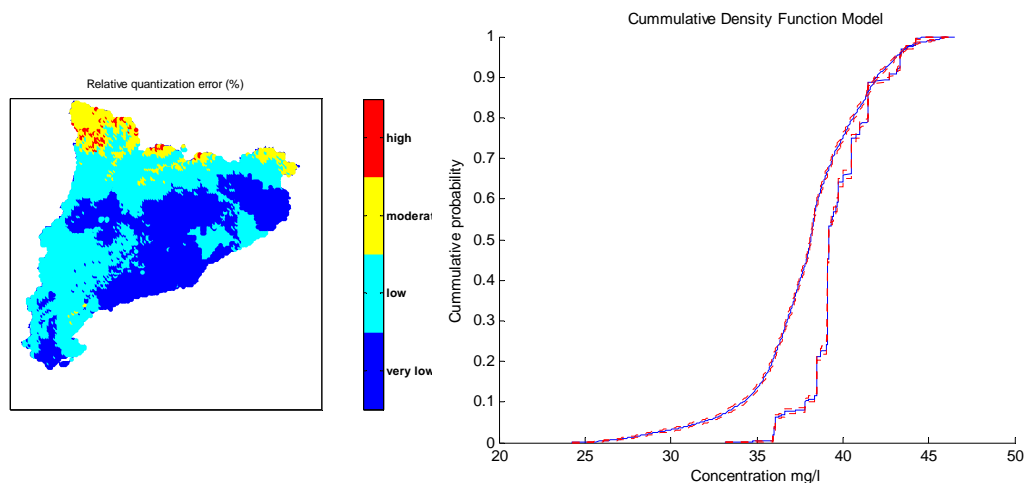 Relative quantization error (%)
high
moderat
low
very low
Cummulative Density Function Model
Cummulative probability
1
0.9
0.8
0.7
0.6
0.5
0.4
0.3
0.2
0.1
0
20
25
30
35
40
45
50
Concentration mg/l